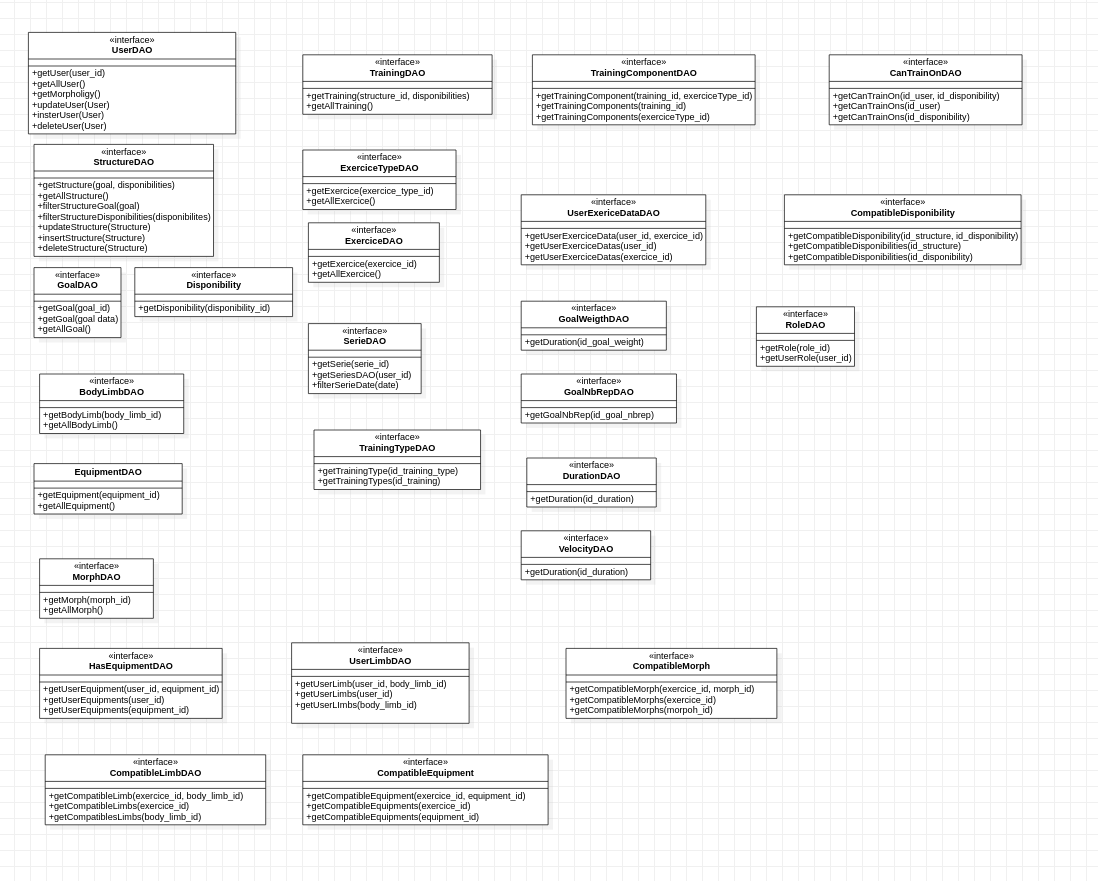 «interface»
UserDAO
+getUser(user_id)
+getAllUser()
+getMorpholigy()
+updateUser(User)
+insterUser(User)
+deleteUser(User)
«interface»
TrainingDAO
+getTraining(structure_id, disponibilities)
+getAllTraining()
«interface»
TrainingComponentDAO
+getTrainingComponent(training_id, exerciceType_id)
+getTrainingComponents(training_id)
+getTrainingComponents(exerciceType_id)
«interface»
CanTrainOnDAO
+getCanTrainOn(id_user, id_disponibility)
+getCanTrainOns(id_user)
+getCanTrainOns(id_disponibility)
«interface»
StructureDAO
+getStructure(goal, disponibilities)
+getAllStructure()
+filterStructureGoal(goal)
+filterStructureDisponibilities(disponibilites)
+updateStructure(Structure)
+insertStructure(Structure)
+deleteStructure(Structure)
«interface»
ExerciceTypeDAO
+getExercice(exercice_type_id)
+getAllExercice()
«interface»
ExerciceDAO
+getExercice(exercice_id)
+getAllExercice()
«interface»
UserExericeDataDAO
+getUserExerciceData(user_id, exercice_id)
+getUserExerciceDatas(user_id)
+getUserExerciceDatas(exercice_id)
«interface»
CompatibleDisponibility
+getCompatibleDisponibility(id_structure, id_disponibility)
+getCompatibleDisponibilities(id_structure)
+getCompatibleDisponibilities(id_disponibility)
«interface»
GoalDAO
+getGoal(goal_id)
+getGoal(goal data)
+getAllGoal()
«interface»
Disponibility
+getDisponibility(disponibility_id)
«interface»
SerieDAO
+getSerie(serie_id)
+getSeriesDAO(user_id)
+filterSerieDate(date)
«interface»
GoalWeigthDAO
+getDuration(id_goal_weight)
«interface»
RoleDAO
+getRole(role_id)
+getUserRole(user_id)
«interface»
BodyLimbDAO
+getBodyLimb(body_limb_id)
+getAllBodyLimb()
«interface»
GoalNbRepDAO
+getGoalNbRep(id_goal_nbrep)
«interface»
TrainingTypeDAO
+getTrainingType(id_training_type)
+getTrainingTypes(id_training)
EquipmentDAO
+getEquipment(equipment_id)
+getAllEquipment()
«interface»
DurationDAO
+getDuration(id_duration)
«interface»
VelocityDAO
+getDuration(id_duration)
«interface»
MorphDAO
+getMorph(morph_id)
+getAllMorph()
«interface»
HasEquipmentDAO
+getUserEquipment(user_id, equipment_id)
+getUserEquipments(user_id)
+getUserEquipments(equipment_id)
«interface»
UserLimbDAO
+getUserLimb(user_id, body_limb_id)
+getUserLimbs(user_id)
+getUserLImbs(body_limb_id)
«interface»
CompatibleMorph
+getCompatibleMorph(exercice_id, morph_id)
+getCompatibleMorphs(exercice_id)
+getCompatibleMorphs(morpoh_id)
«interface»
CompatibleLimbDAO
+getCompatibleLimb(exercice_id, body_limb_id)
+getCompatibleLimbs(exercice_id)
+getCompatiblesLimbs(body_limb_id)
«interface»
CompatibleEquipment
+getCompatibleEquipment(exercice_id, equipment_id)
+getCompatibleEquipments(exercice_id)
+getCompatibleEquipments(equipment_id)